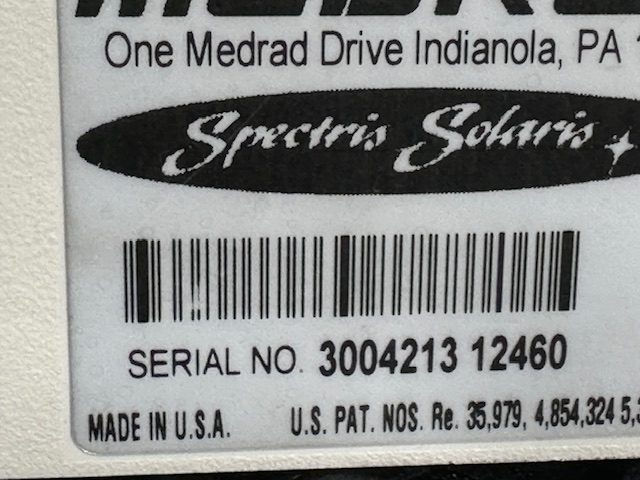 One Medrad Drive Indianola, PA
Spectris Solaris
SERIAL NO. 3004213 12460
MADE IN U.S.A. U.S. PAT. NOS. Re. 35,979, 4,854,324